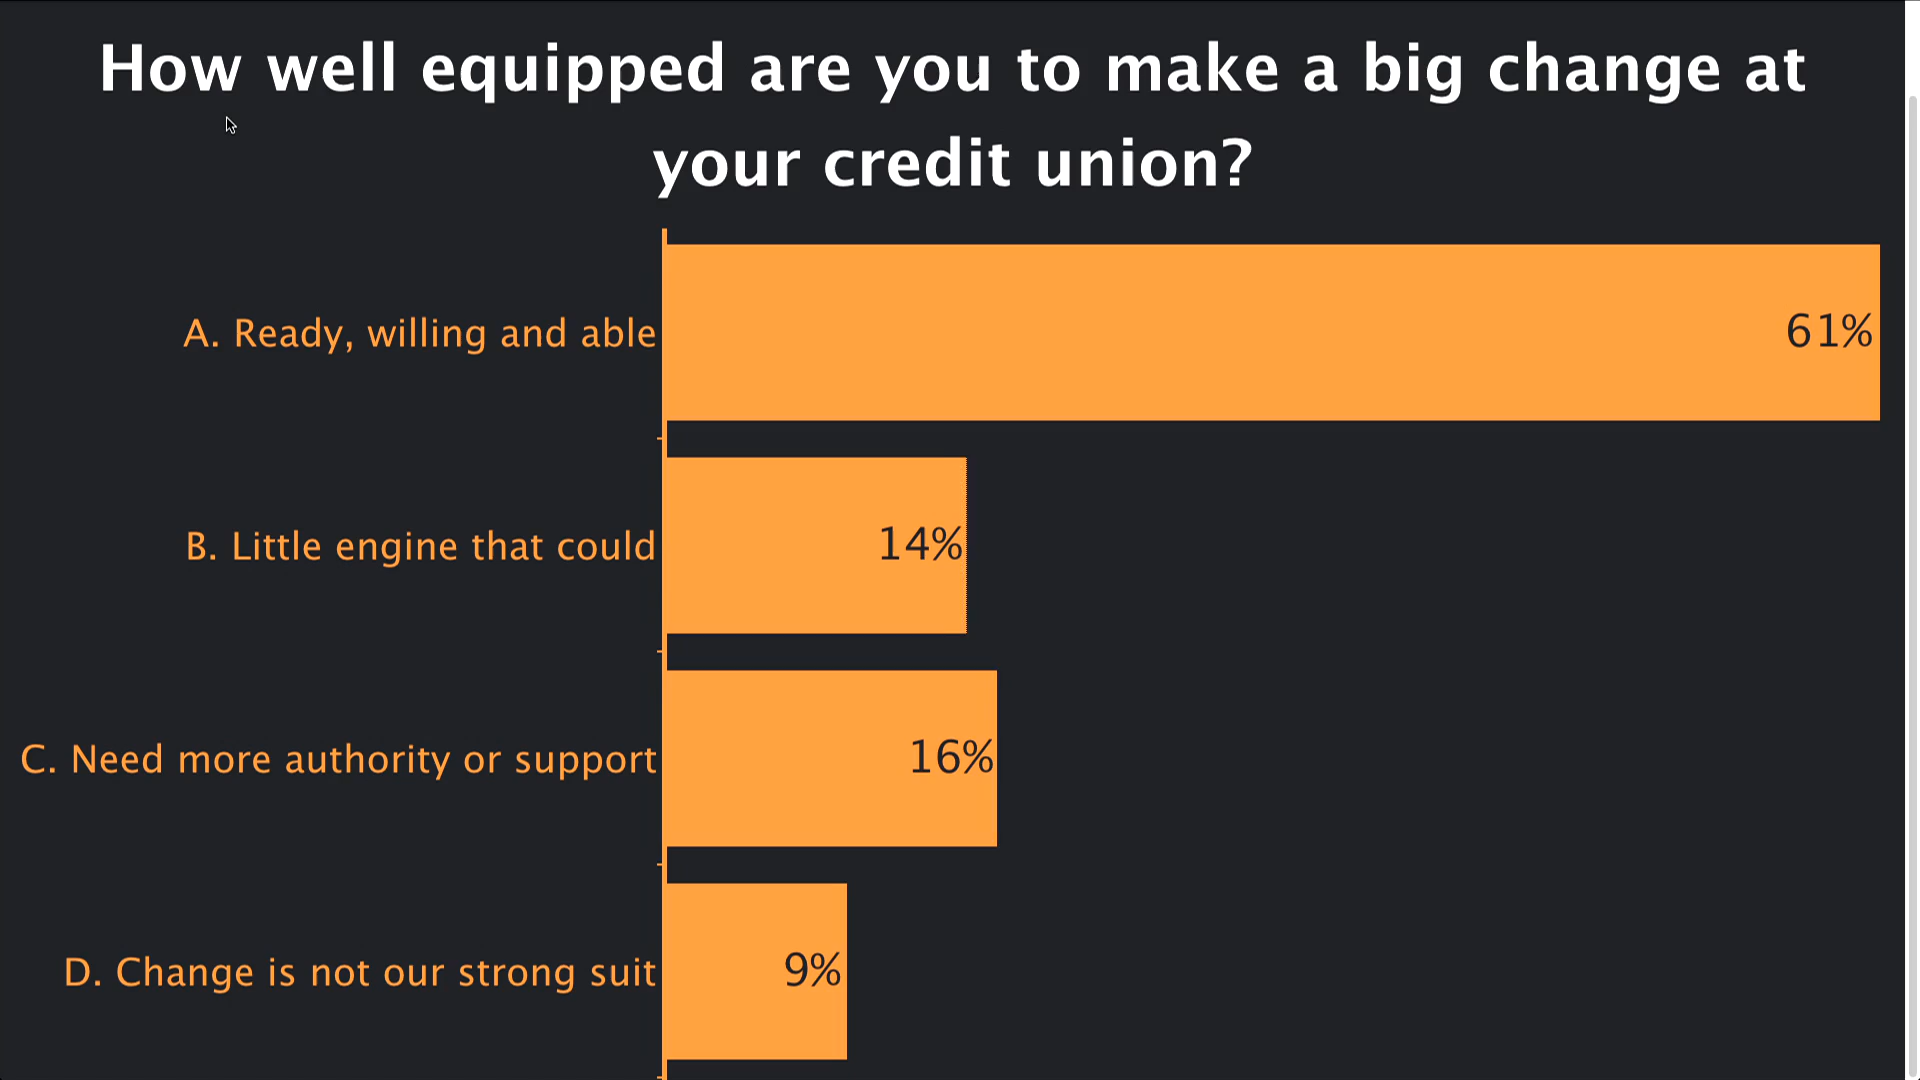 How well equipped are you to make a big change at
your credit union?
A. Ready, willing and able
61%
B. Little engine that could
14%
C. Need more authority or support
16%
D. Change is not our strong suit
9%